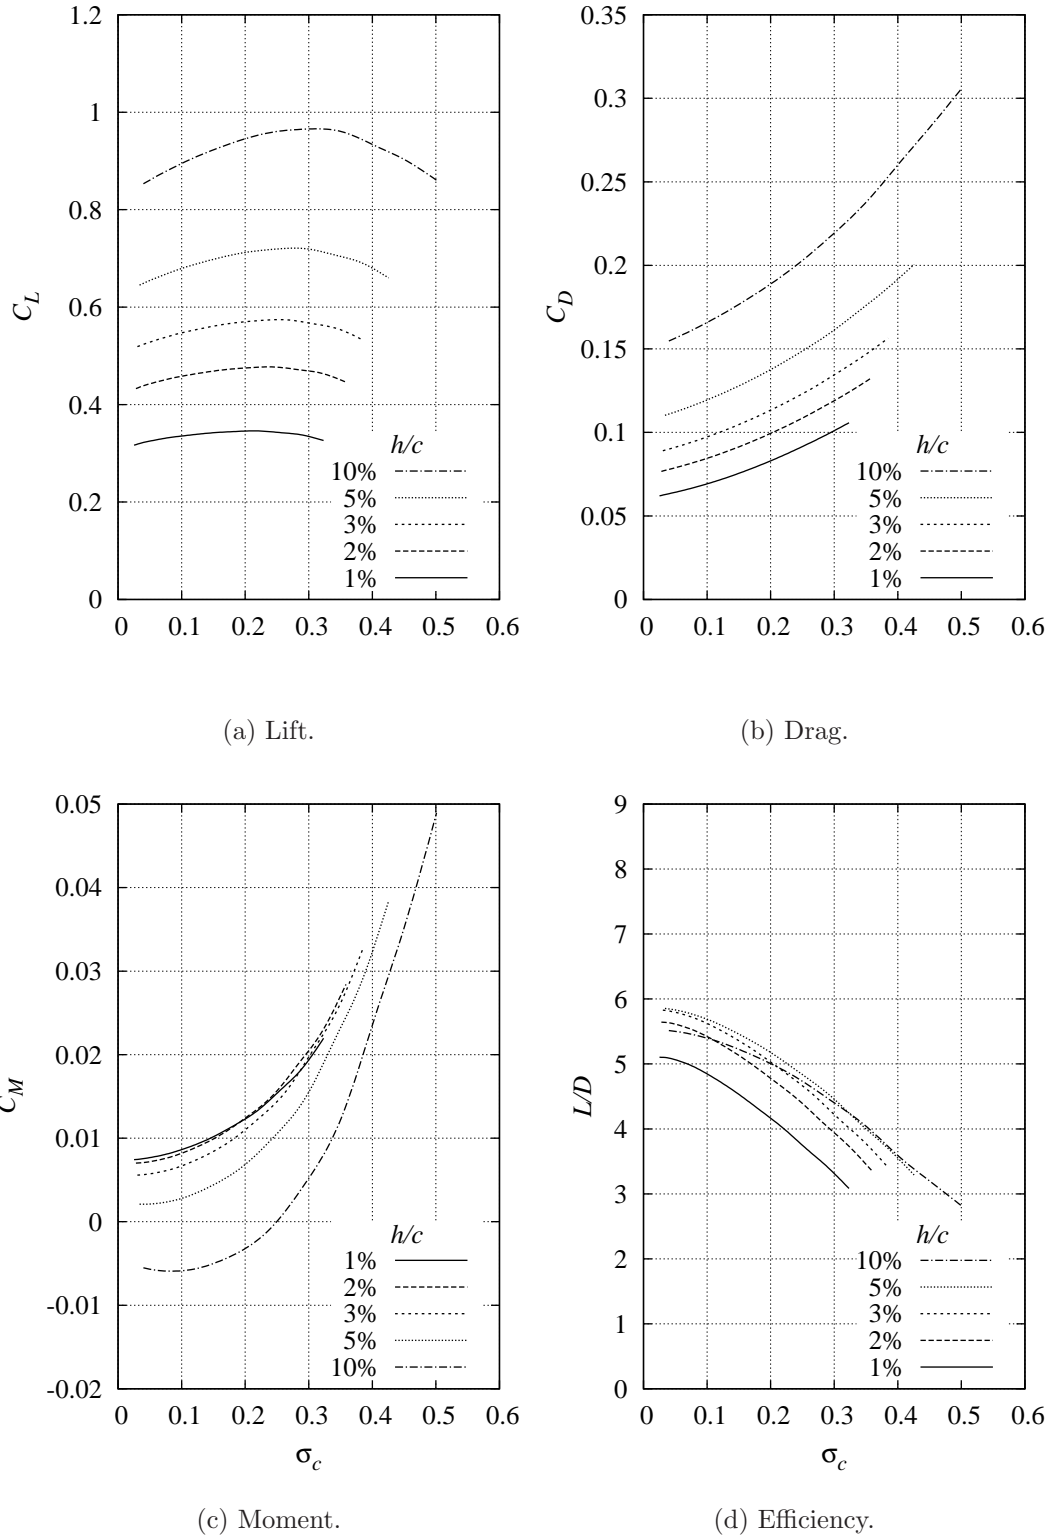 1.2
1
0.8
0.6
0.4
0.2
0
C_L
h/c
10%
5%
3%
2%
1%
0 0.1 0.2 0.3 0.4 0.5 0.6
(a) Lift.
0.35
0.3
0.25
0.2
0.15
0.1
0.05
0
C_D
h/c
10%
5%
3%
2%
1%
0 0.1 0.2 0.3 0.4 0.5 0.6
(b) Drag.
0.05
0.04
0.03
0.02
0.01
0
-0.01
-0.02
C_M
h/c
1%
2%
3%
5%
10%
0 0.1 0.2 0.3 0.4 0.5 0.6
σ_c
(c) Moment.
9
8
7
6
5
4
3
2
1
0
L/D
h/c
10%
5%
3%
2%
1%
0 0.1 0.2 0.3 0.4 0.5 0.6
σ_c
(d) Efficiency.